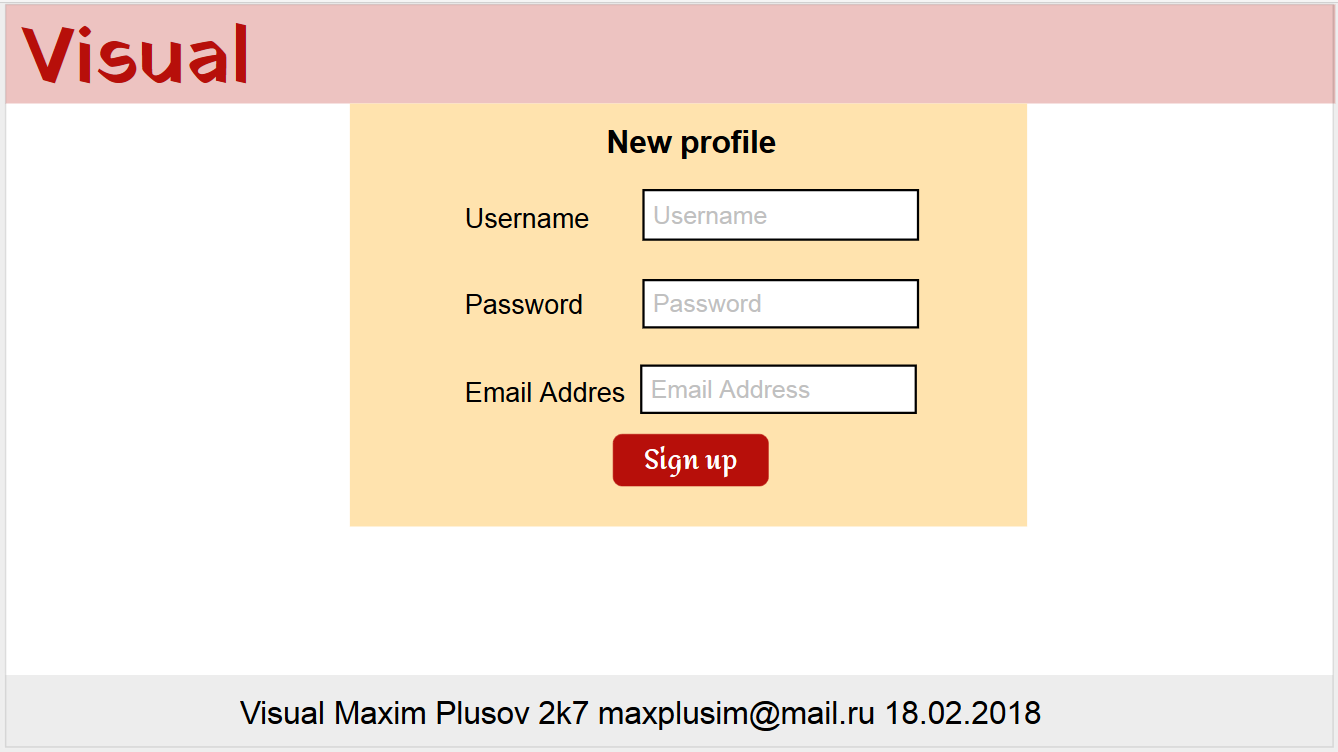 Visual
New profile
Username Username
Password Password
Email Addres Email Address
Sign up
Visual Maxim Plusov 2k7 maxplusim@mail.ru 18.02.2018